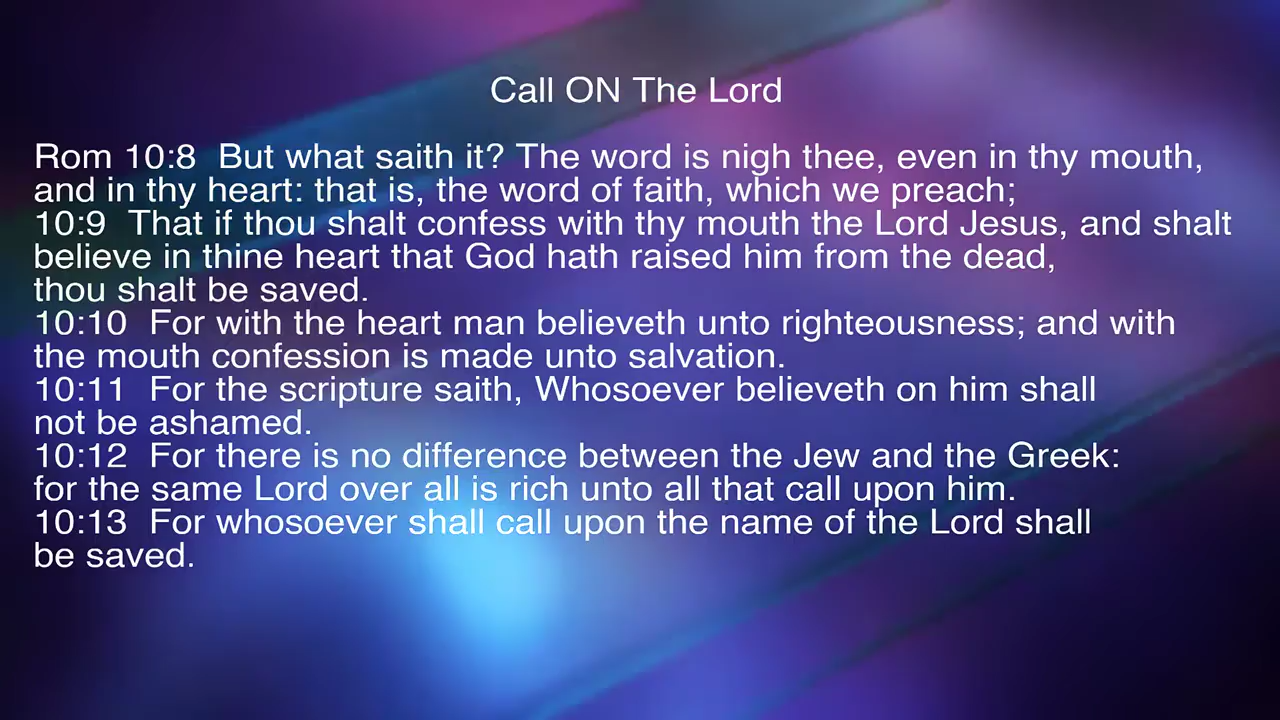 Call ON The Lord
Rom 10:8  But what saith it? The word is nigh thee, even in thy mouth,
and in thy heart: that is, the word of faith, which we preach;
10:9  That if thou shalt confess with thy mouth the Lord Jesus, and shalt
believe in thine heart that God hath raised him from the dead,
thou shalt be saved.
10:10  For with the heart man believeth unto righteousness; and with
the mouth confession is made unto salvation.
10:11  For the scripture saith, Whosoever believeth on him shall
not be ashamed.
10:12  For there is no difference between the Jew and the Greek:
for the same Lord over all is rich unto all that call upon him.
10:13  For whosoever shall call upon the name of the Lord shall
be saved.